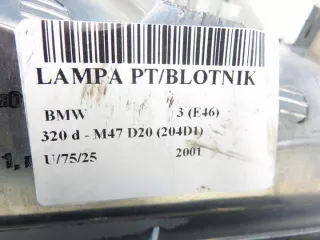 LAMPA PT/BLOTNIK
BMW 3 (E46)
320 d - M47 D20 (204D1)
U/75/25 2001